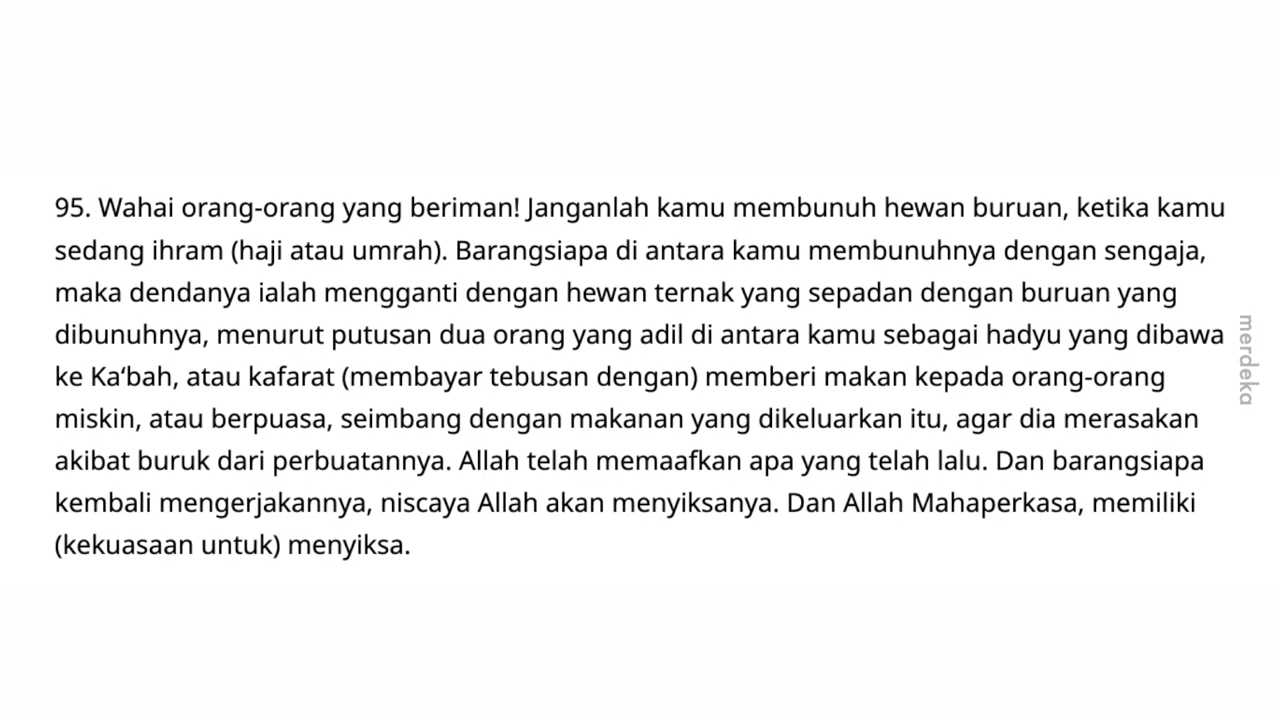 95. Wahai orang-orang yang beriman! Janganlah kamu membunuh hewan buruan, ketika kamu
sedang ihram (haji atau umrah). Barangsiapa di antara kamu membunuhnya dengan sengaja,
maka dendanya ialah mengganti dengan hewan ternak yang sepadan dengan buruan yang
dibunuhnya, menurut putusan dua orang yang adil di antara kamu sebagai hadyu yang dibawa
ke Ka‘bah, atau kafarat (membayar tebusan dengan) memberi makan kepada orang-orang
miskin, atau berpuasa, seimbang dengan makanan yang dikeluarkan itu, agar dia merasakan
akibat buruk dari perbuatannya. Allah telah memaafkan apa yang telah lalu. Dan barangsiapa
kembali mengerjakannya, niscaya Allah akan menyiksanya. Dan Allah Mahaperkasa, memiliki
(kekuasaan untuk) menyiksa.
merdeka